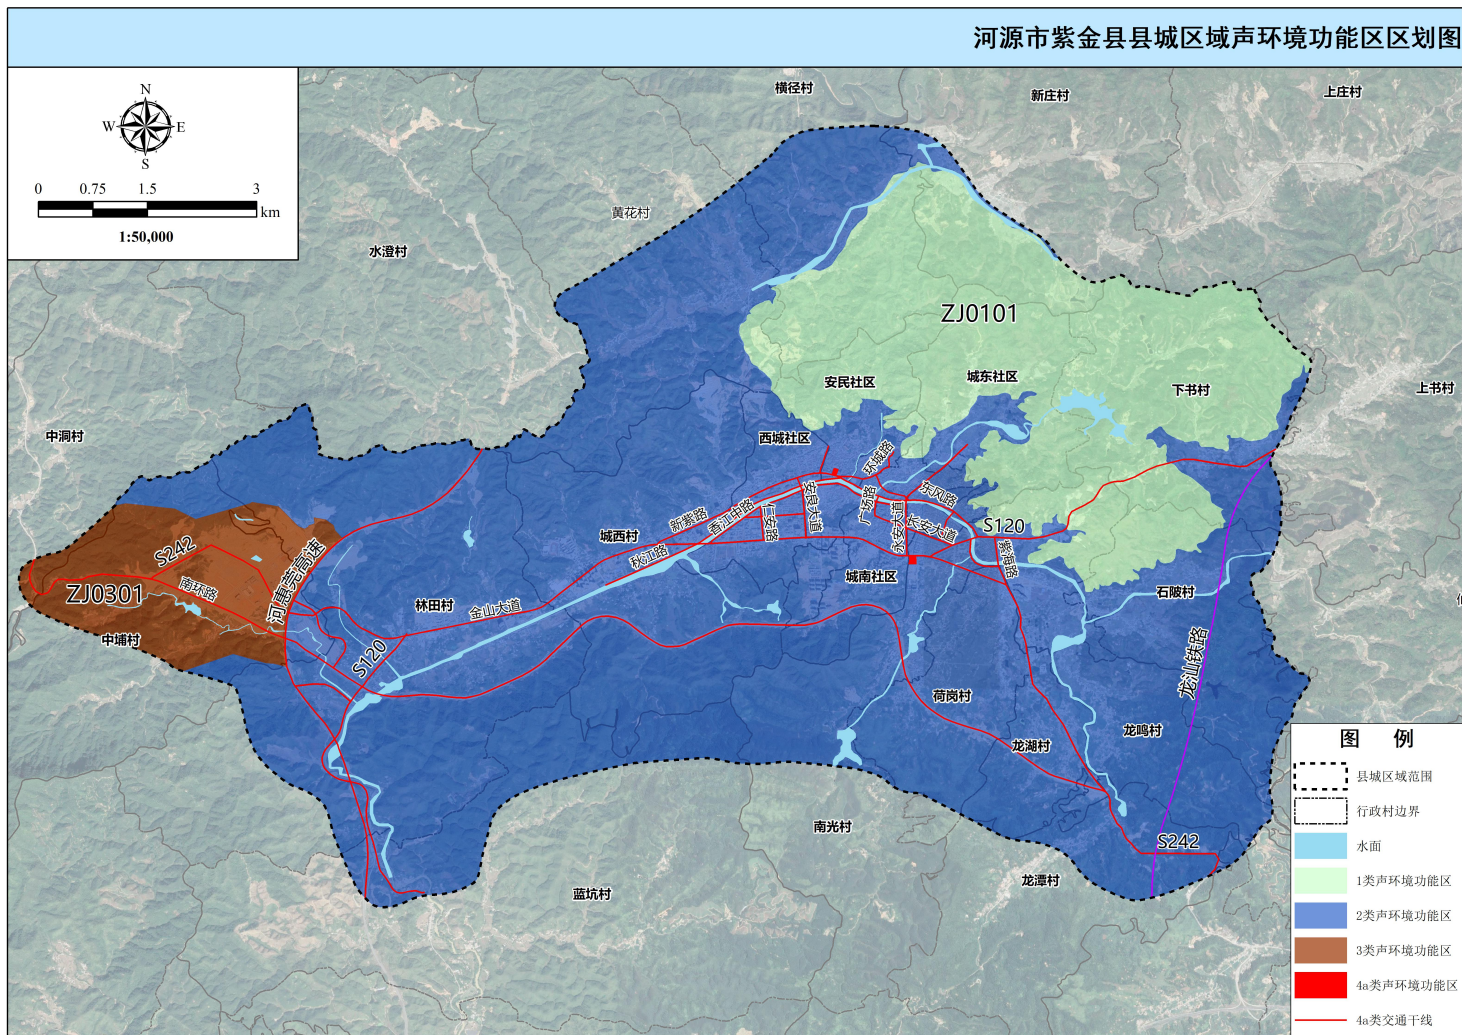 河源市紫金县县城区域声环境功能区区划图
N
W E
S
0 0.75 1.5 3
km
1:50,000
横径村
新庄村
上庄村
黄花村
水澄村
ZJ0101
安民社区
城东社区
下书村
上书村
中洞村
西城社区
环城路
东风路
安良大道
广场路
仁安路
永安大道
长安大道
S120
紫海路
新紫路
香江中路
城西村
秋江路
城南社区
石陂村
S242
河惠莞高速
ZJ0301
南环路
林田村
金山大道
中埔村
S120
龙汕铁路
荷岗村
龙湖村
龙鸣村
南光村
S242
龙潭村
蓝坑村
图 例
县城区域范围
行政村边界
水面
1类声环境功能区
2类声环境功能区
3类声环境功能区
4a类声环境功能区
4a类交通干线